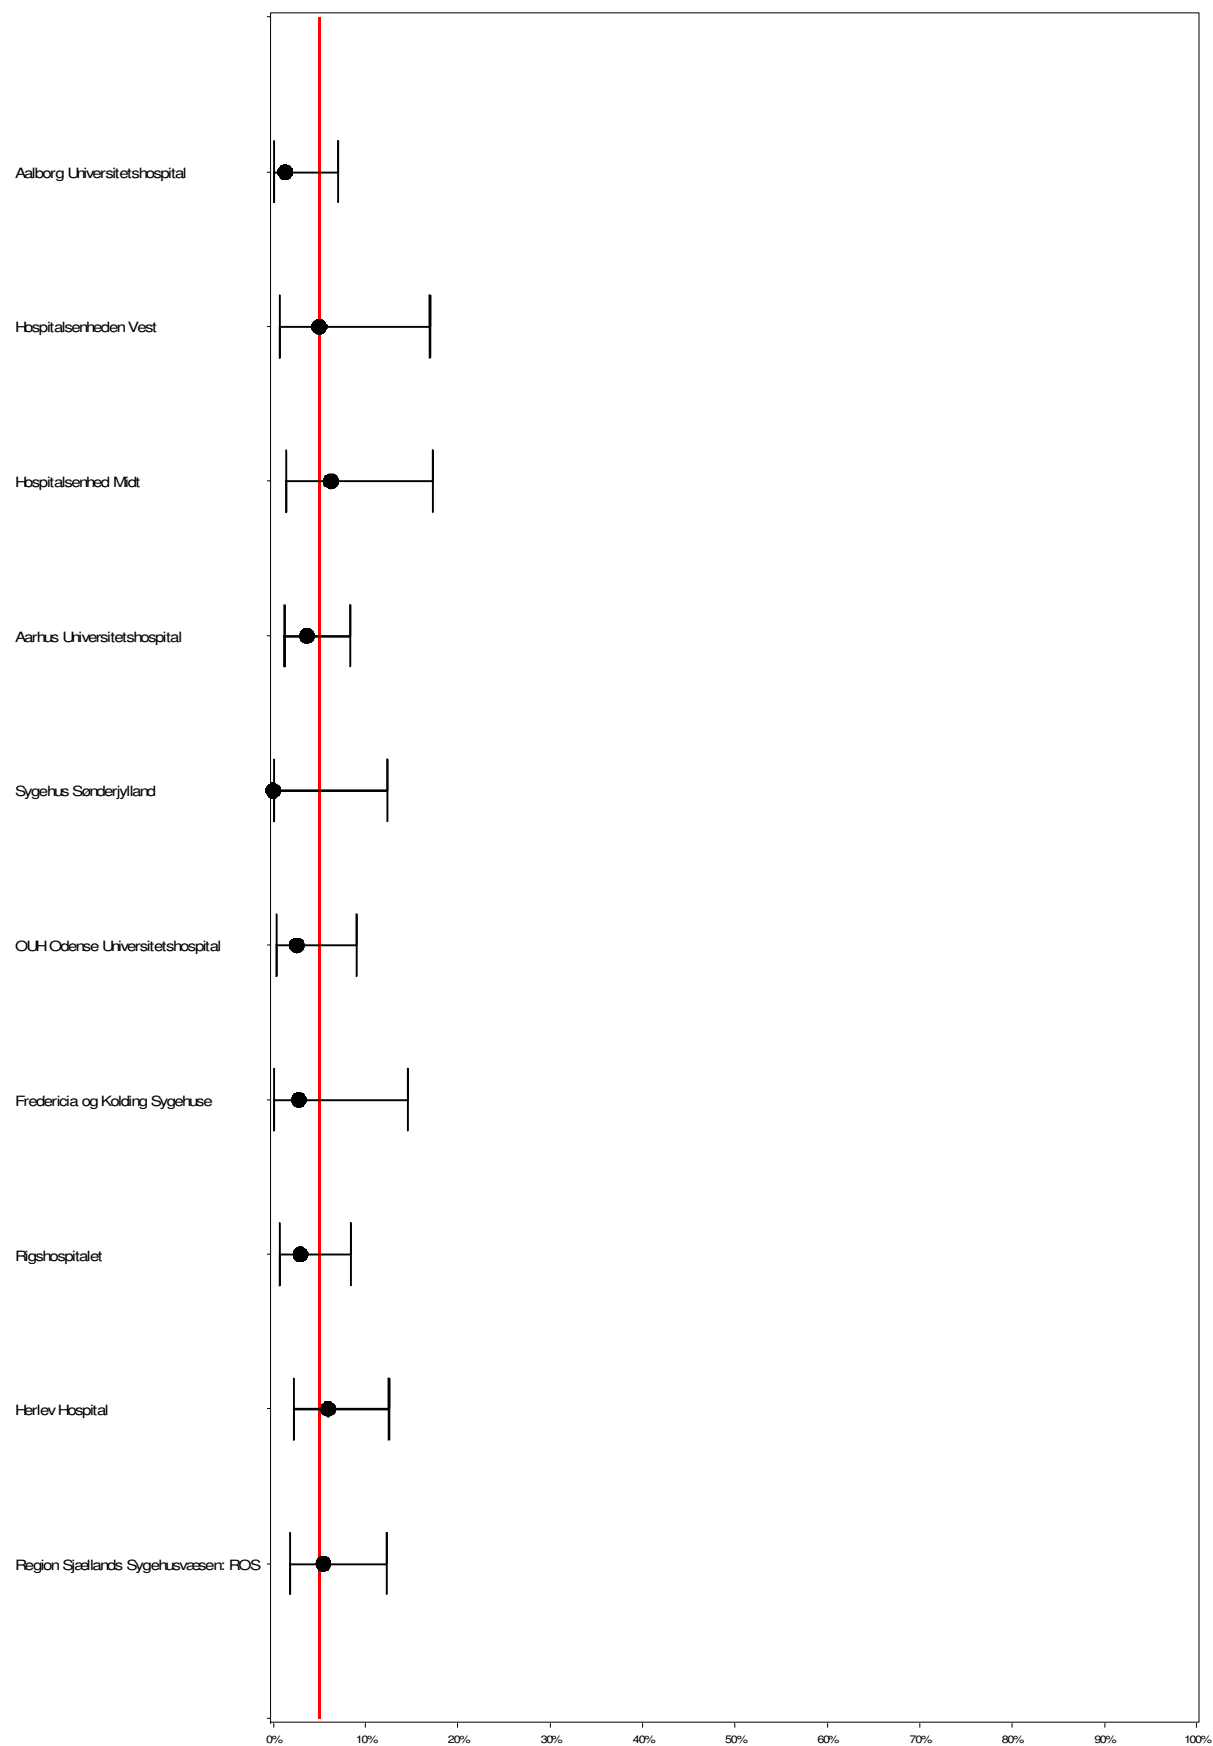 Aalborg Universitetshospital
Hospitalsenheden Vest
Hospitalsenhed Midt
Aarhus Universitetshospital
Sygehus Sønderjylland
OUH Odense Universitetshospital
Fredericia og Kolding Sygehuse
Rigshospitalet
Herlev Hospital
Region Sjællands Sygehusvæsen: ROS
0% 10% 20% 30% 40% 50% 60% 70% 80% 90% 100%